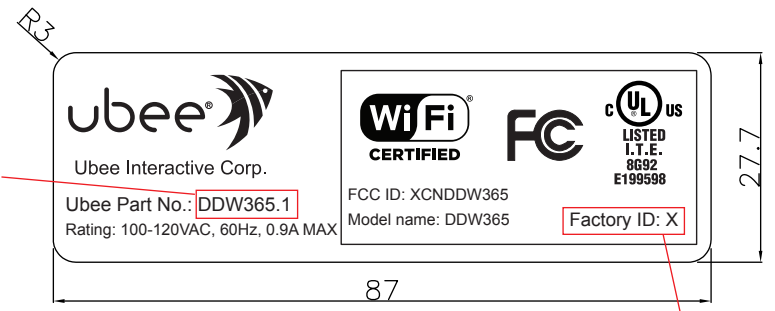 R3
ubee®
Ubee Interactive Corp.
Ubee Part No.: DDW365.1
Rating: 100-120VAC, 60Hz, 0.9A MAX
Wi Fi®
CERTIFIED
FC
C UL® US
LISTED
I.T.E.
8G92
E199598
FCC ID: XCNDDW365
Model name: DDW365
Factory ID: X
27.7
87